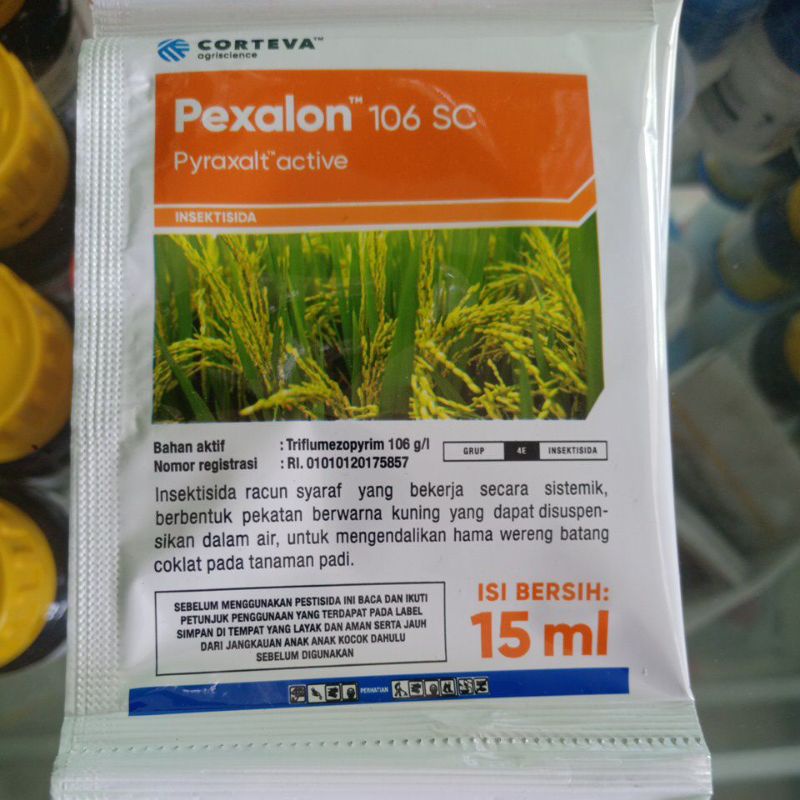 CORTEVA™
agriscience
Pexalon™ 106 SC
Pyraxalt™ active
INSEKTISIDA
Bahan aktif : Triflumezopyrim 106 g/l
Nomor registrasi : RI. 01010120175857
GRUP 4E INSEKTISIDA
Insektisida racun syaraf yang bekerja secara sistemik,
berbentuk pekatan berwarna kuning yang dapat disuspen-
sikan dalam air, untuk mengendalikan hama wereng batang
coklat pada tanaman padi.
SEBELUM MENGGUNAKAN PESTISIDA INI BACA DAN IKUTI
PETUNJUK PENGGUNAAN YANG TERDAPAT PADA LABEL
SIMPAN DI TEMPAT YANG LAYAK DAN AMAN SERTA JAUH
DARI JANGKAUAN ANAK ANAK KOCOK DAHULU
SEBELUM DIGUNAKAN
ISI BERSIH:
15 ml
PERHATIAN